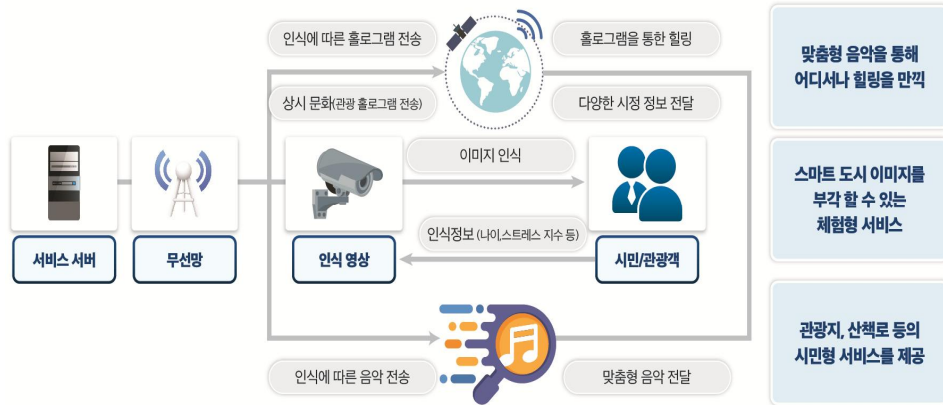 인식에 따른 홀로그램 전송
홀로그램을 통한 힐링
상시 문화(관광 홀로그램 전송)
다양한 시정 정보 전달
이미지 인식
인식정보 (나이,스트레스 지수 등)
서비스 서버
무선망
인식 영상
시민/관광객
인식에 따른 음악 전송
맞춤형 음악 전달
맞춤형 음악을 통해
어디서나 힐링을 만끽
스마트 도시 이미지를
부각 할 수 있는
체험형 서비스
관광지, 산책로 등의
시민형 서비스를 제공